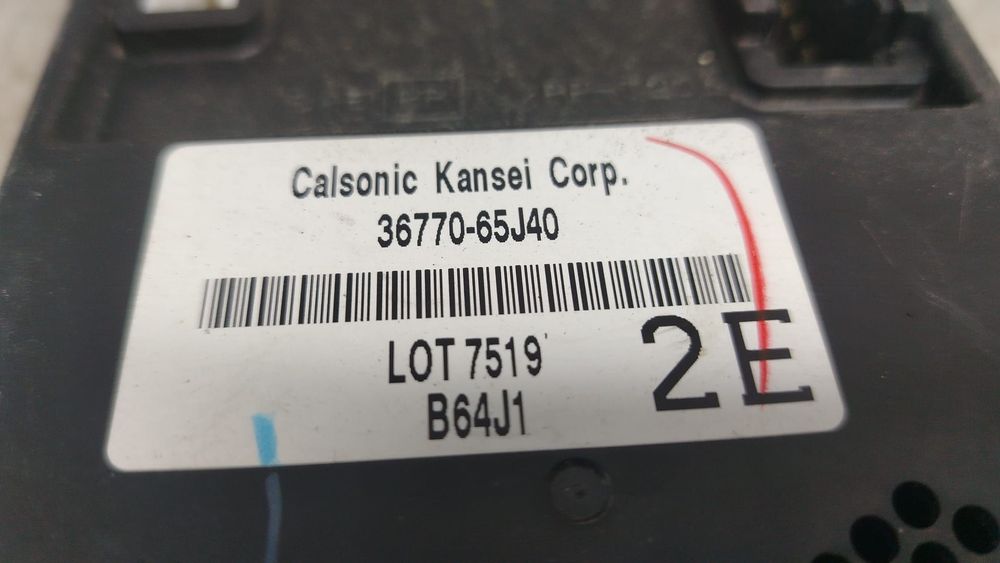 Calsonic Kansei Corp.
36770-65J40
LOT 7519
B64J1
2E